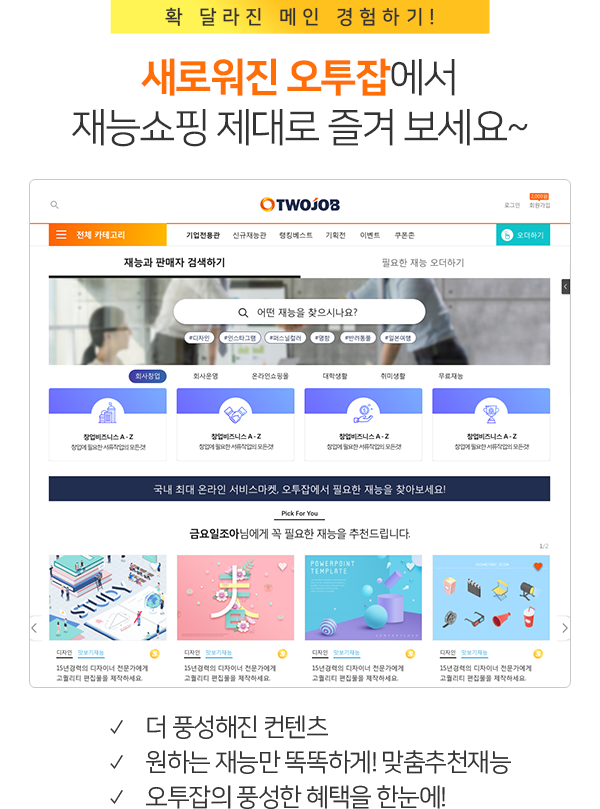 확 달라진 메인 경험하기!
새로워진 오투잡에서
재능쇼핑 제대로 즐겨 보세요~
OTWOJOB
로그인
2,000원
회원가입
전체 카테고리
기업전용관 신규재능관 랭킹베스트 기획전 이벤트 쿠폰존
오더하기
재능과 판매자 검색하기
필요한 재능 오더하기
어떤 재능을 찾으시나요?
#디자인 #인스타그램 #퍼스널컬러 #명함 #반려동물 #일본여행
회사창업 회사운영 온라인쇼핑몰 대학생활 취미생활 무료재능
창업비즈니스 A - Z 창업비즈니스 A - Z 창업비즈니스 A - Z 창업비즈니스 A - Z
창업에 필요한 서류작업의 모든것! 창업에 필요한 서류작업의 모든것! 창업에 필요한 서류작업의 모든것! 창업에 필요한 서류작업의 모든것!
국내 최대 온라인 서비스마켓, 오투잡에서 필요한 재능을 찾아보세요!
Pick For You
금요일조아님에게 꼭 필요한 재능을 추천드립니다.
1/2
STUDY
春
POWERPOINT
TEMPLATE
디자인 맛보기재능 디자인 맛보기재능 디자인 맛보기재능 디자인 맛보기재능
15년경력의 디자이너 전문가에게 15년경력의 디자이너 전문가에게 15년경력의 디자이너 전문가에게 15년경력의 디자이너 전문가에게
고퀄리티 편집물을 제작하세요. 고퀄리티 편집물을 제작하세요. 고퀄리티 편집물을 제작하세요. 고퀄리티 편집물을 제작하세요.
더 풍성해진 컨텐츠
원하는 재능만 똑똑하게! 맞춤추천재능
오투잡의 풍성한 혜택을 한눈에!